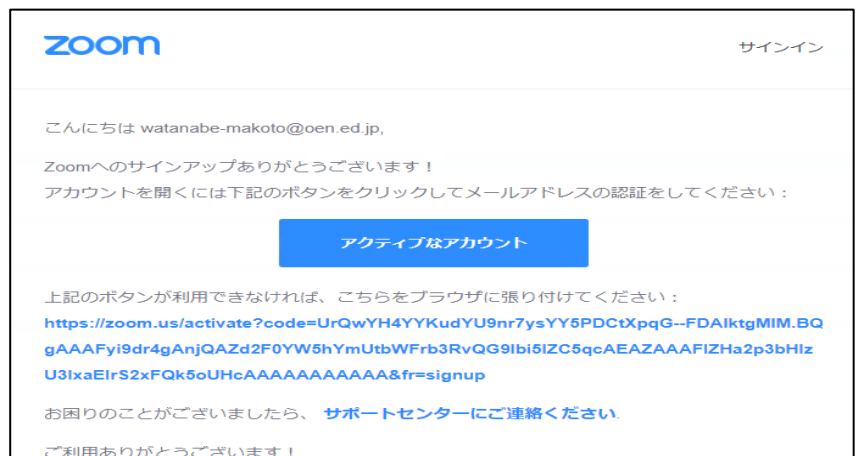 zoom
サインイン
こんにちは watanabe-makoto@oen.ed.jp,
Zoomへのサインアップありがとうございます！
アカウントを開くには下記のボタンをクリックしてメールアドレスの認証をしてください：
アクティブなアカウント
上記のボタンが利用できなければ、こちらをブラウザに張り付けてください：
https://zoom.us/activate?code=UrQwYH4YYKudYU9nr7ysYY5PDCtXpqG--FDAIktgMIM.BQ
gAAAFyi9dr4gAnjQAZd2F0YW5hYmUtbWFrb3RvQG9lbi5lZC5qcAEAZAAAFlZHa2p3bHlz
U3lxaElrS2xFQk5oUHcAAAAAAAAAAA&fr=signup
お困りのことがございましたら、 サポートセンターにご連絡ください.
ご利用ありがとうございます！